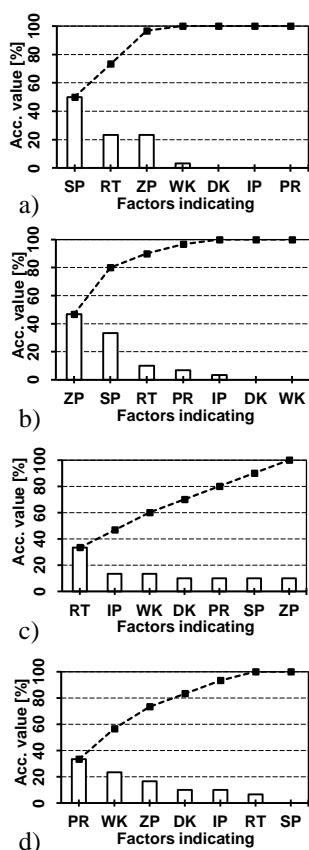 Acc. value [%]
100
80
60
40
20
0
SP RT ZP WK DK IP PR
Factors indicating
a)
Acc. value [%]
100
80
60
40
20
0
ZP SP RT PR IP DK WK
Factors indicating
b)
Acc. value [%]
100
80
60
40
20
0
RT IP WK DK PR SP ZP
Factors indicating
c)
Acc. value [%]
100
80
60
40
20
0
PR WK ZP DK IP RT SP
Factors indicating
d)